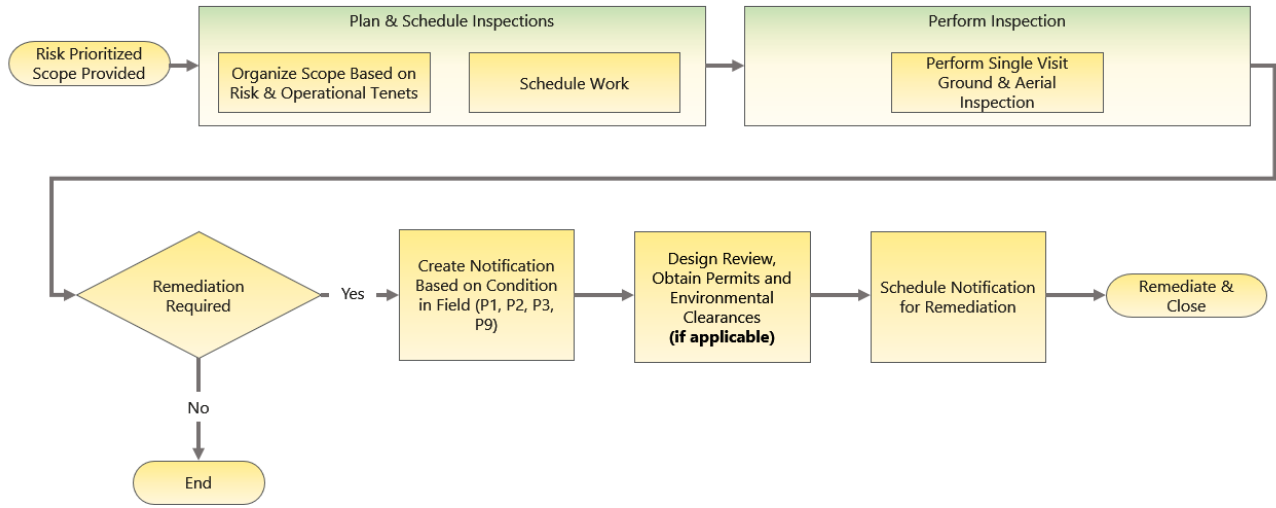 Risk Prioritized
Scope Provided
Plan & Schedule Inspections
Organize Scope Based on
Risk & Operational Tenets
Schedule Work
Perform Inspection
Perform Single Visit
Ground & Aerial
Inspection
Remediation
Required
Yes
Create Notification
Based on Condition
in Field (P1, P2, P3,
P9)
Design Review,
Obtain Permits and
Environmental
Clearances
(if applicable)
Schedule Notification
for Remediation
Remediate &
Close
No
End